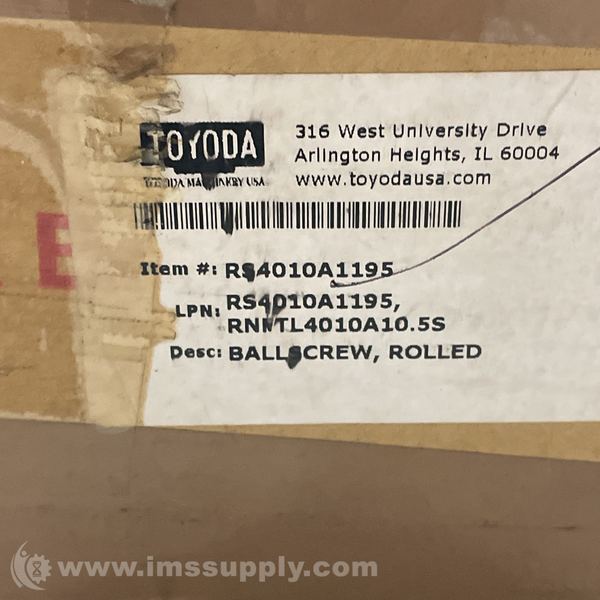 TOYODA
TOYODA MACHINERY USA
316 West University Drive
Arlington Heights, IL 60004
www.toyodausa.com
E
Item #: RS4010A1195
LPN: RS4010A1195,
RNNTL4010A10.5S
Desc: BALLSCREW, ROLLED
www.imssupply.com